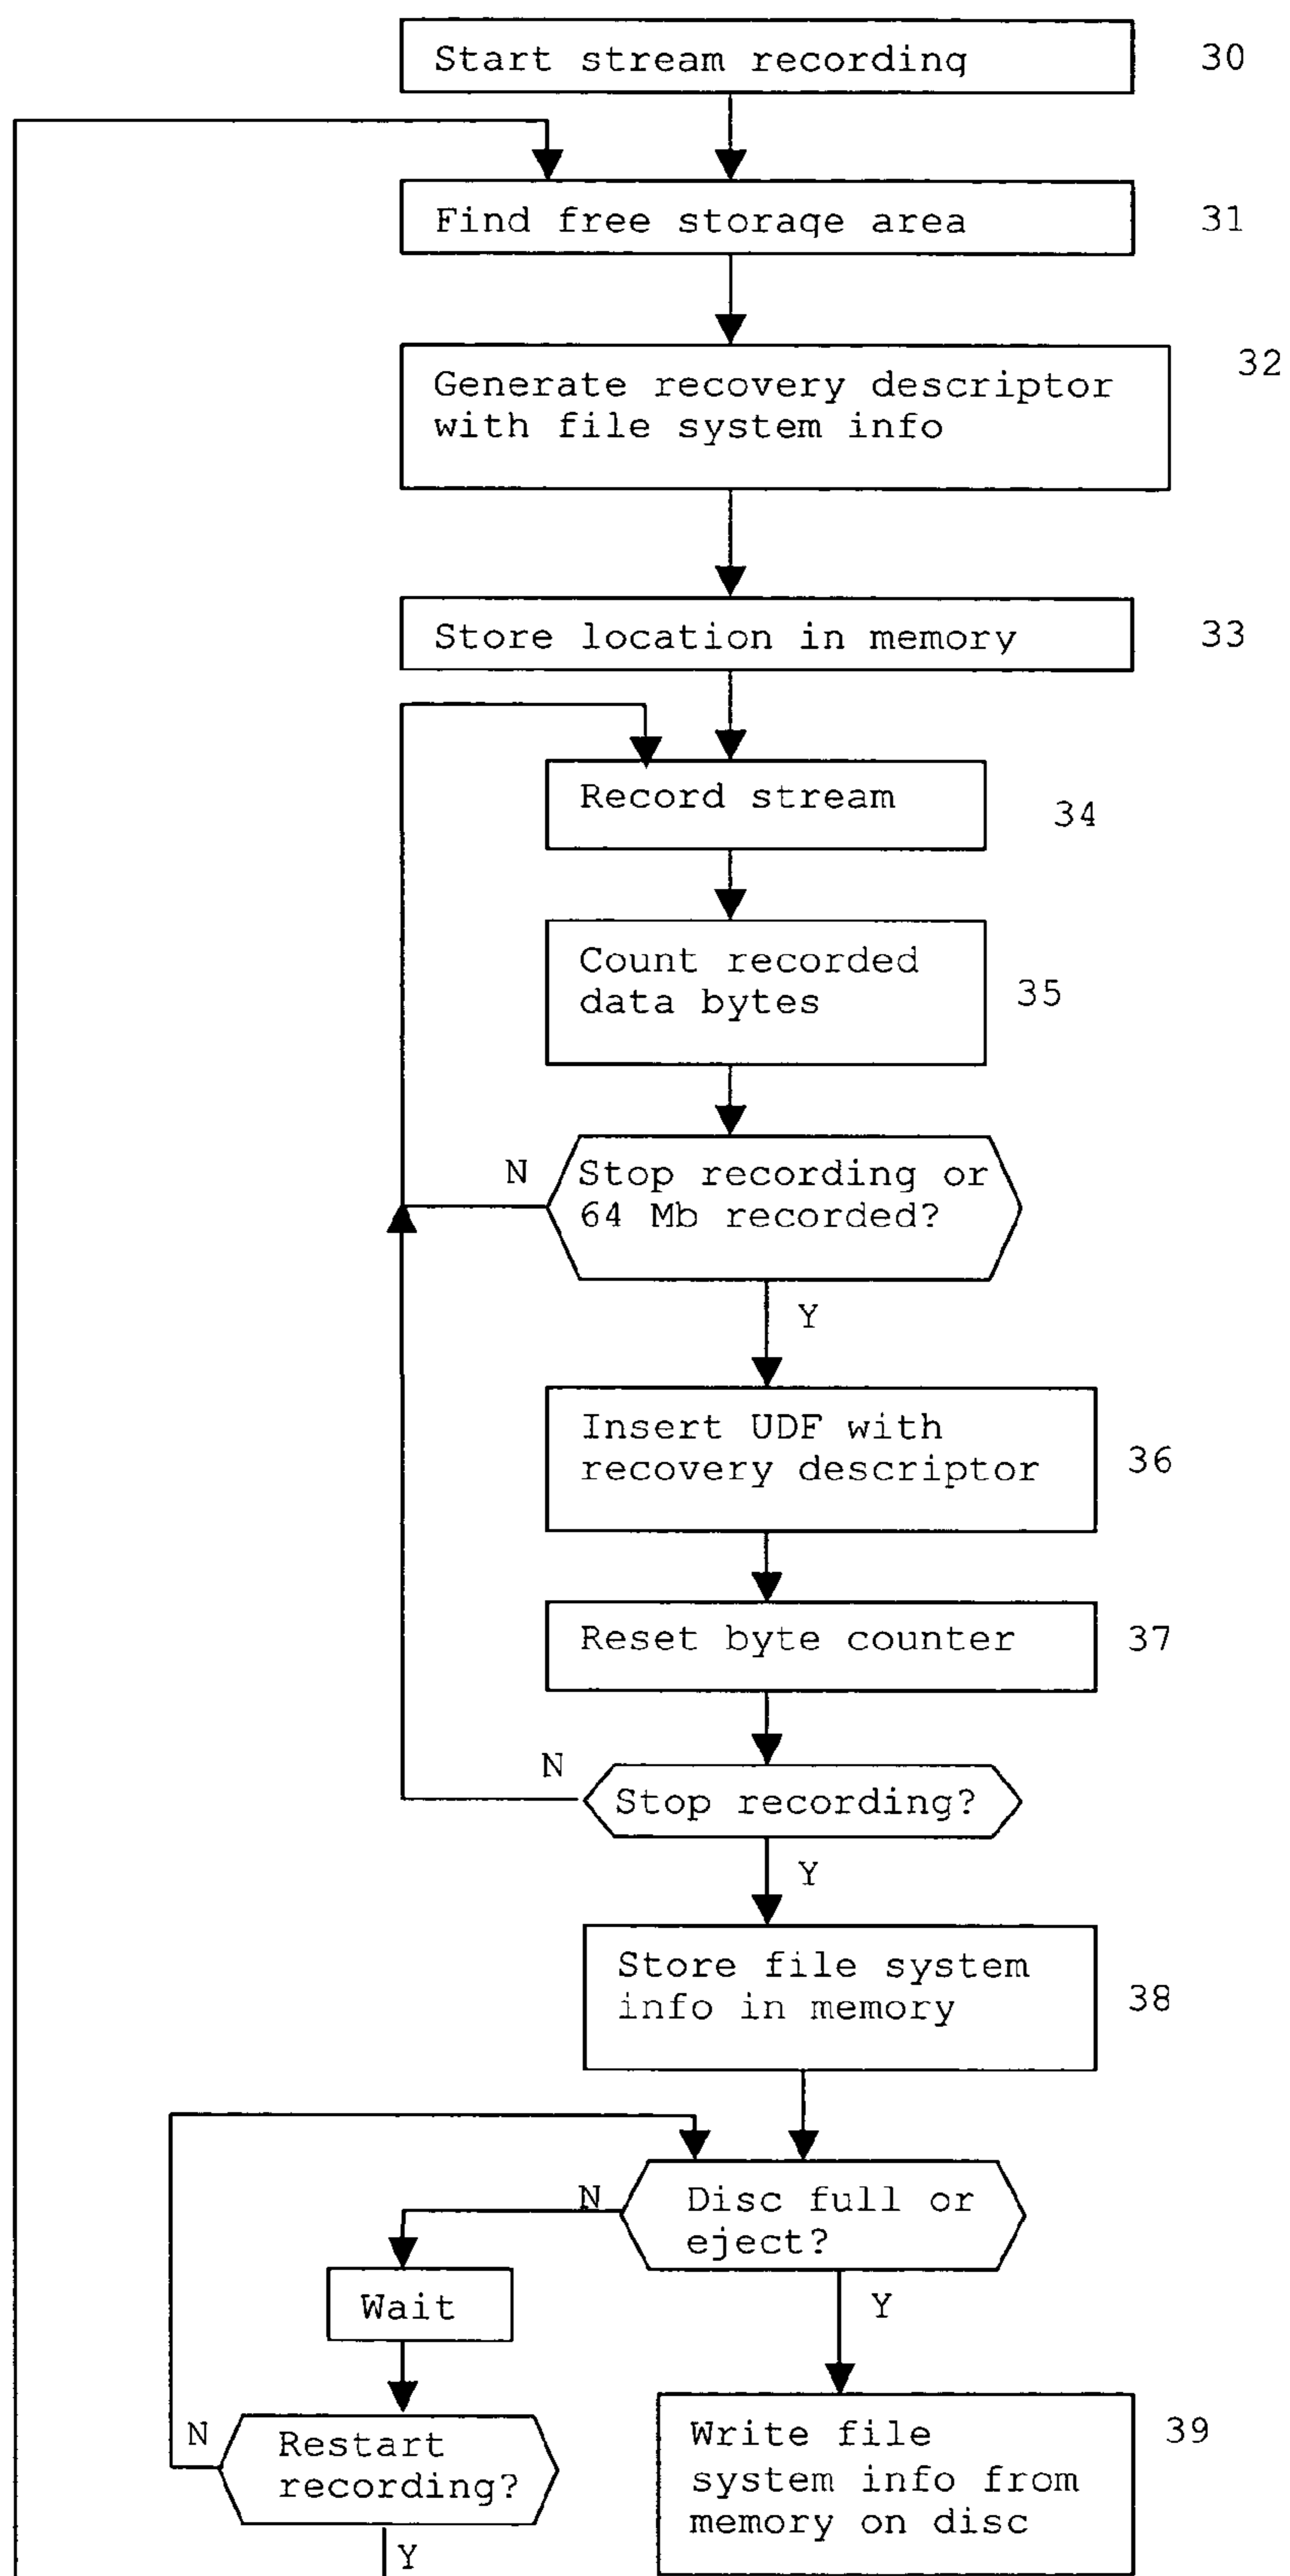 Start stream recording 30
Find free storage area 31
Generate recovery descriptor 32
with file system info
Store location in memory 33
Record stream 34
Count recorded
data bytes 35
N Stop recording or
64 Mb recorded?
Y
Insert UDF with
recovery descriptor 36
Reset byte counter 37
N
Stop recording?
Y
Store file system
info in memory 38
N Disc full or
eject?
Wait Y
N Restart
recording?
Y
Write file 39
system info from
memory on disc